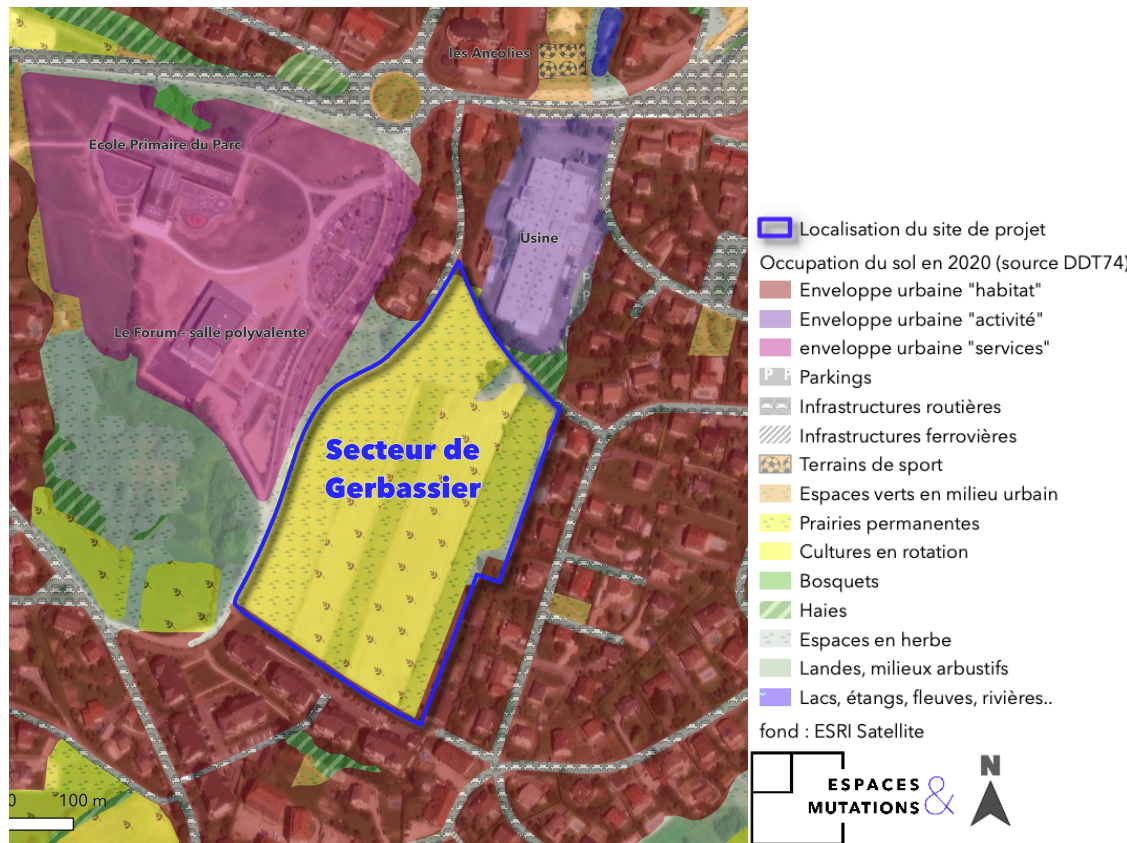 les Ancolies
Ecole Primaire du Parc
Usine
Le Forum - salle polyvalente
Secteur de
Gerbassier
0 100 m
Localisation du site de projet
Occupation du sol en 2020 (source DDT74)
Enveloppe urbaine "habitat"
Enveloppe urbaine "activité"
enveloppe urbaine "services"
P P Parkings
Infrastructures routières
Infrastructures ferrovières
Terrains de sport
Espaces verts en milieu urbain
Prairies permanentes
Cultures en rotation
Bosquets
Haies
Espaces en herbe
Landes, milieux arbustifs
Lacs, étangs, fleuves, rivières..
fond : ESRI Satellite
ESPACES
MUTATIONS &
N